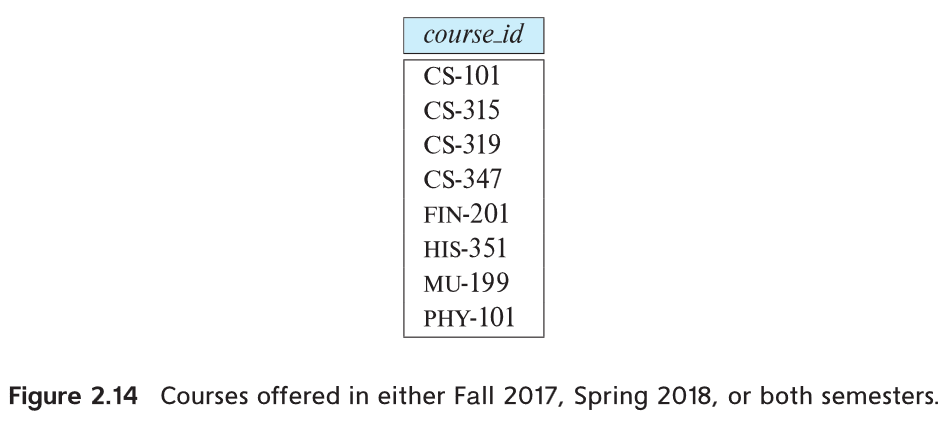 course_id
CS-101
CS-315
CS-319
CS-347
FIN-201
HIS-351
MU-199
PHY-101
Figure 2.14 Courses offered in either Fall 2017, Spring 2018, or both semesters.